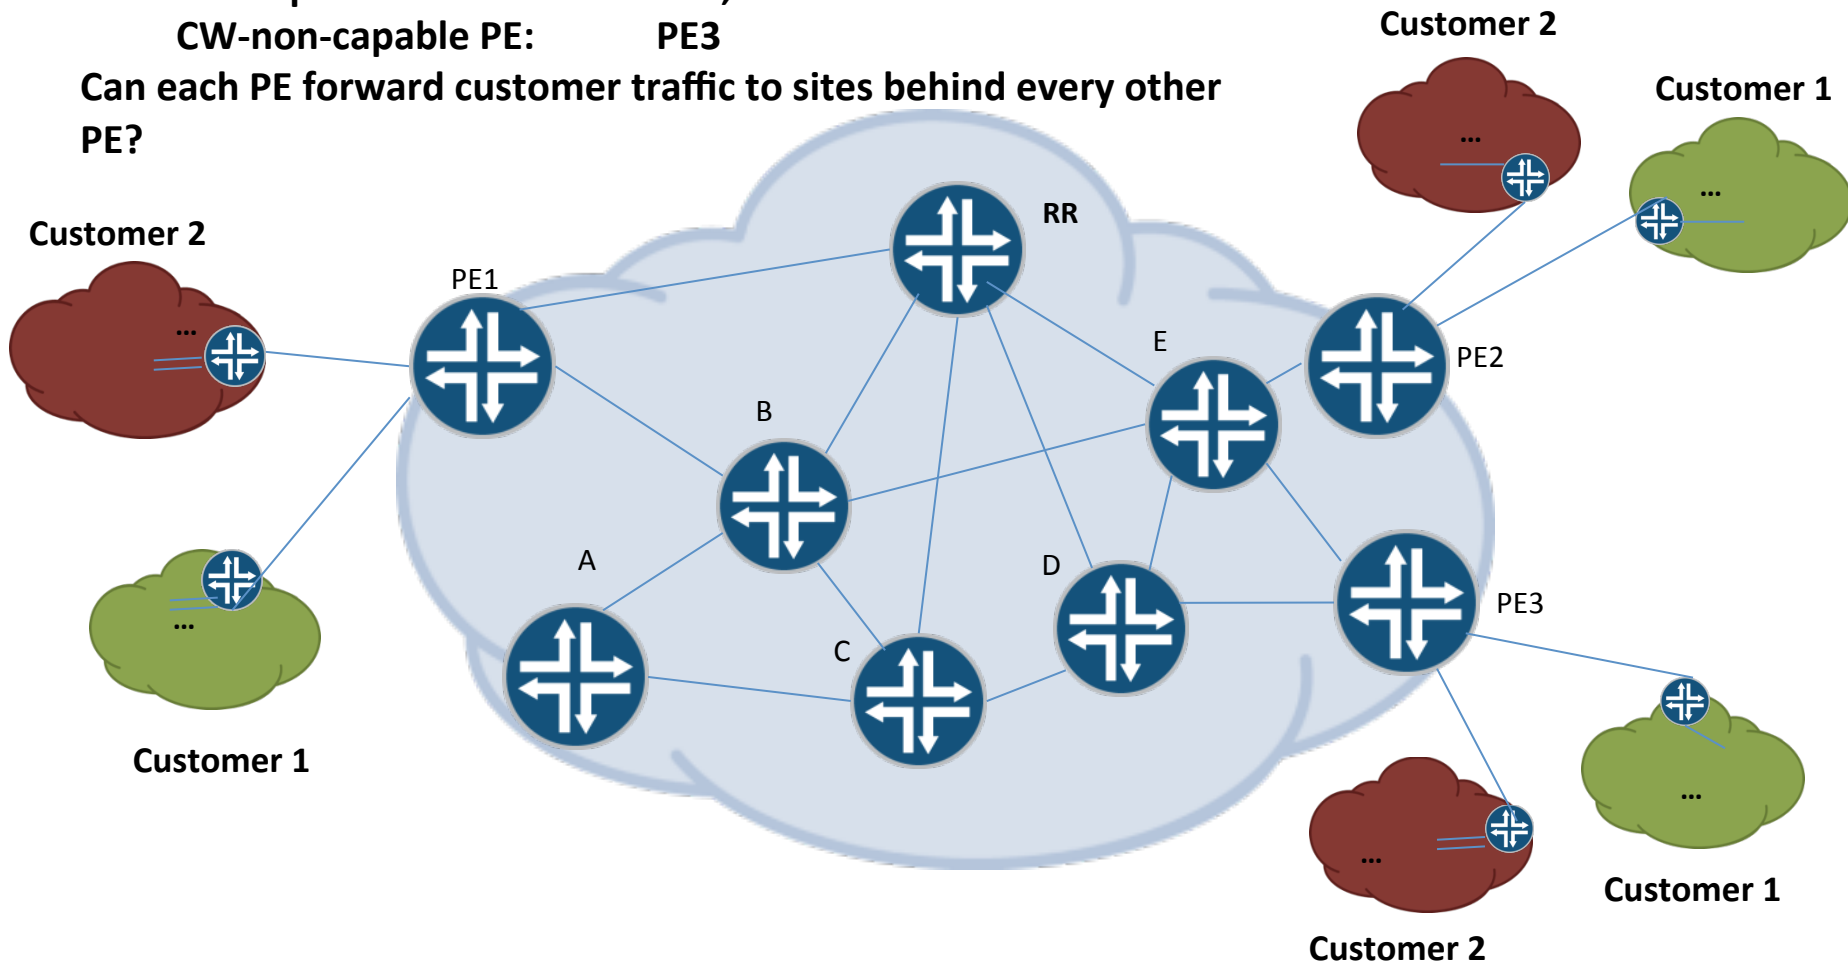 CW-non-capable PE: PE3
Can each PE forward customer traffic to sites behind every other
PE?
Customer 2
Customer 1
...
...
RR
Customer 2
PE1
...
E
PE2
B
A
D
PE3
...
C
Customer 1
...
...
Customer 1
Customer 2